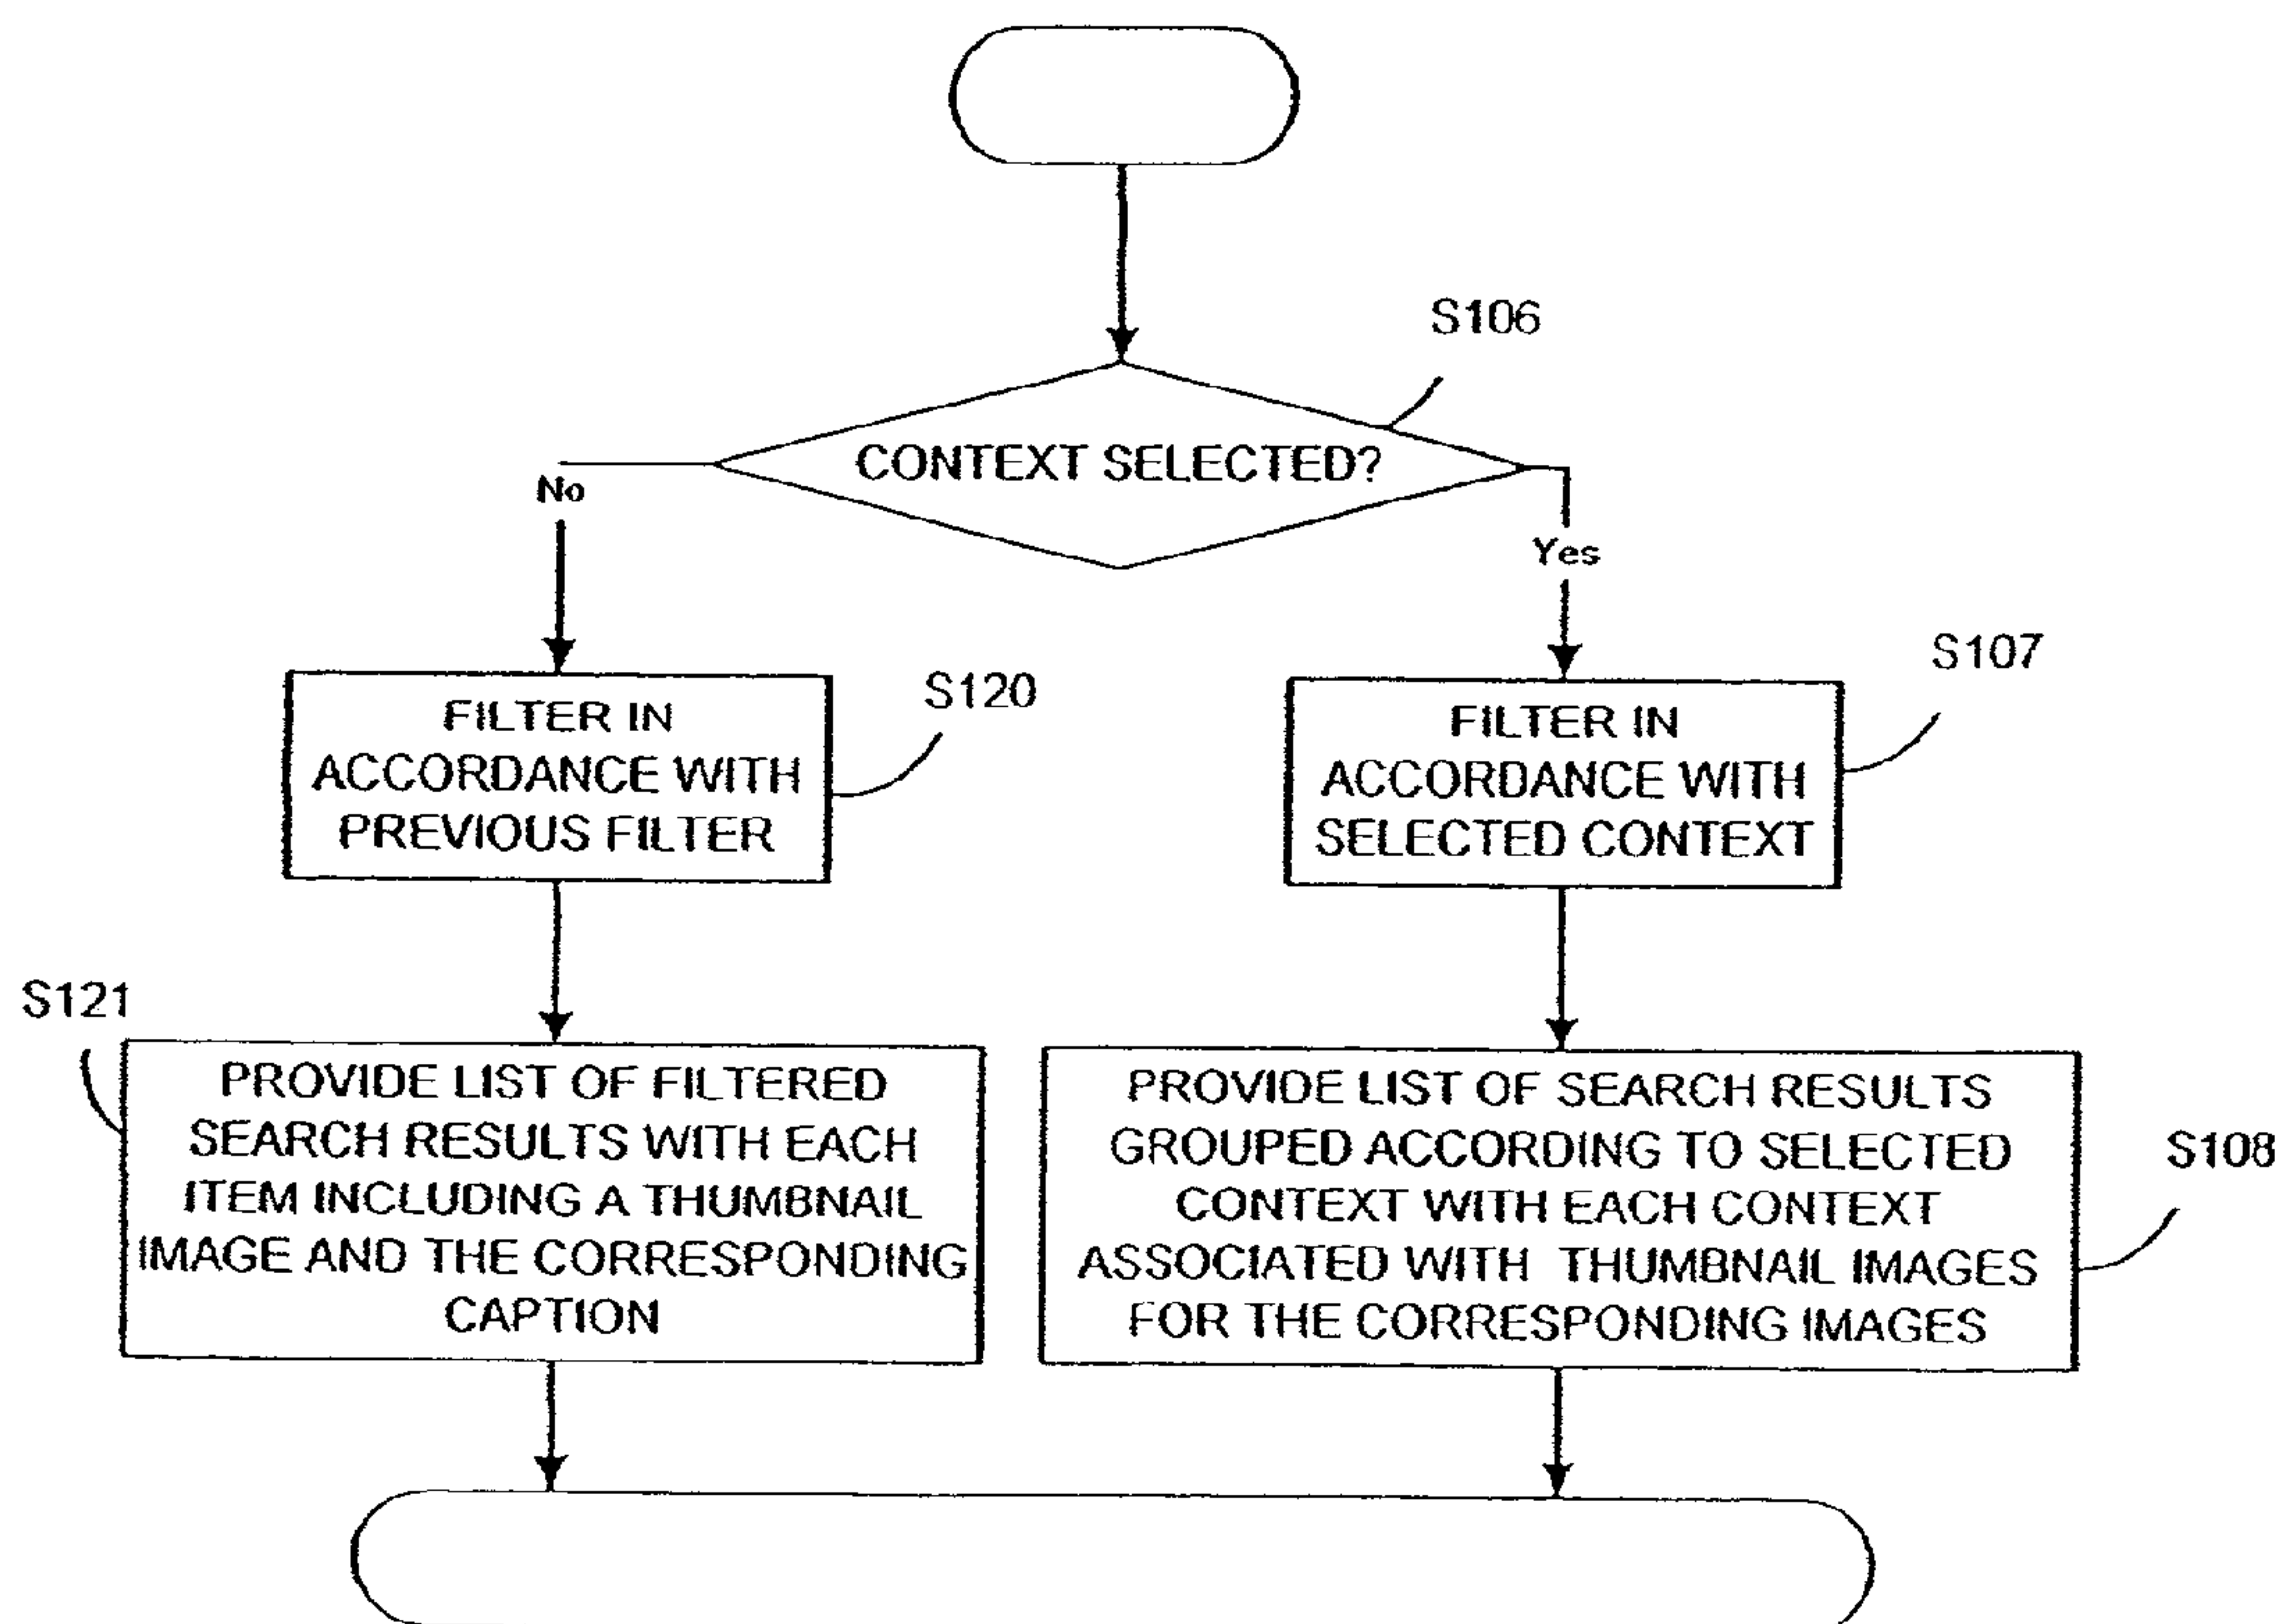 S106
CONTEXT SELECTED?
No
Yes
S120
FILTER IN
ACCORDANCE WITH
PREVIOUS FILTER
S107
FILTER IN
ACCORDANCE WITH
SELECTED CONTEXT
S121
PROVIDE LIST OF FILTERED
SEARCH RESULTS WITH EACH
ITEM INCLUDING A THUMBNAIL
IMAGE AND THE CORRESPONDING
CAPTION
PROVIDE LIST OF SEARCH RESULTS
GROUPED ACCORDING TO SELECTED
CONTEXT WITH EACH CONTEXT
ASSOCIATED WITH THUMBNAIL IMAGES
FOR THE CORRESPONDING IMAGES
S108